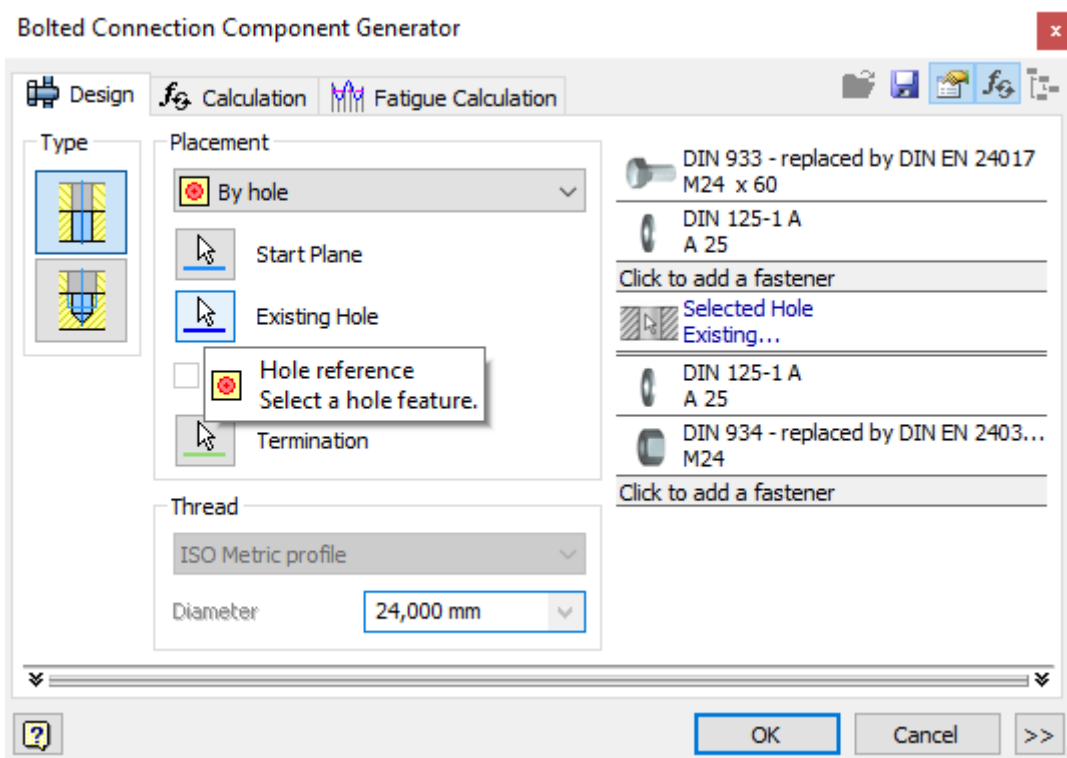 Bolted Connection Component Generator
x
Design
Calculation
Fatigue Calculation
Type
Placement
By hole
Start Plane
Existing Hole
Hole reference
Select a hole feature.
Termination
Thread
ISO Metric profile
Diameter
24,000 mm
DIN 933 - replaced by DIN EN 24017
M24 x 60
DIN 125-1 A
A 25
Click to add a fastener
Selected Hole
Existing...
DIN 125-1 A
A 25
DIN 934 - replaced by DIN EN 2403...
M24
Click to add a fastener
?
OK
Cancel
>>